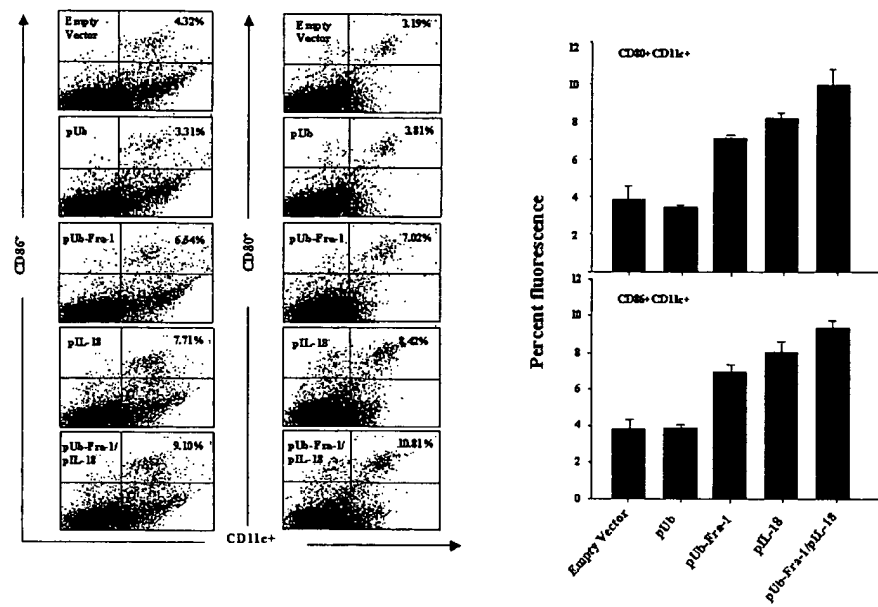 Empty
Vector
4.32%
pUb
3.31%
pUb-Fra-1
6.54%
pIL-18
7.71%
pUb-Fra-1/
pIL-18
9.10%
CD86+
Empty
Vector
3.19%
pUb
3.81%
pUb-Fra-1
7.02%
pIL-18
8.42%
pUb-Fra-1/
pIL-18
10.81%
CD80+
CD11c+
Percent fluorescence
CD80+ CD11c+
12
10
8
6
4
2
0
CD86+ CD11c+
10
8
6
4
2
0
Empty Vector
pUb
pUb-Fra-1
pIL-18
pUb-Fra-1/pIL-18